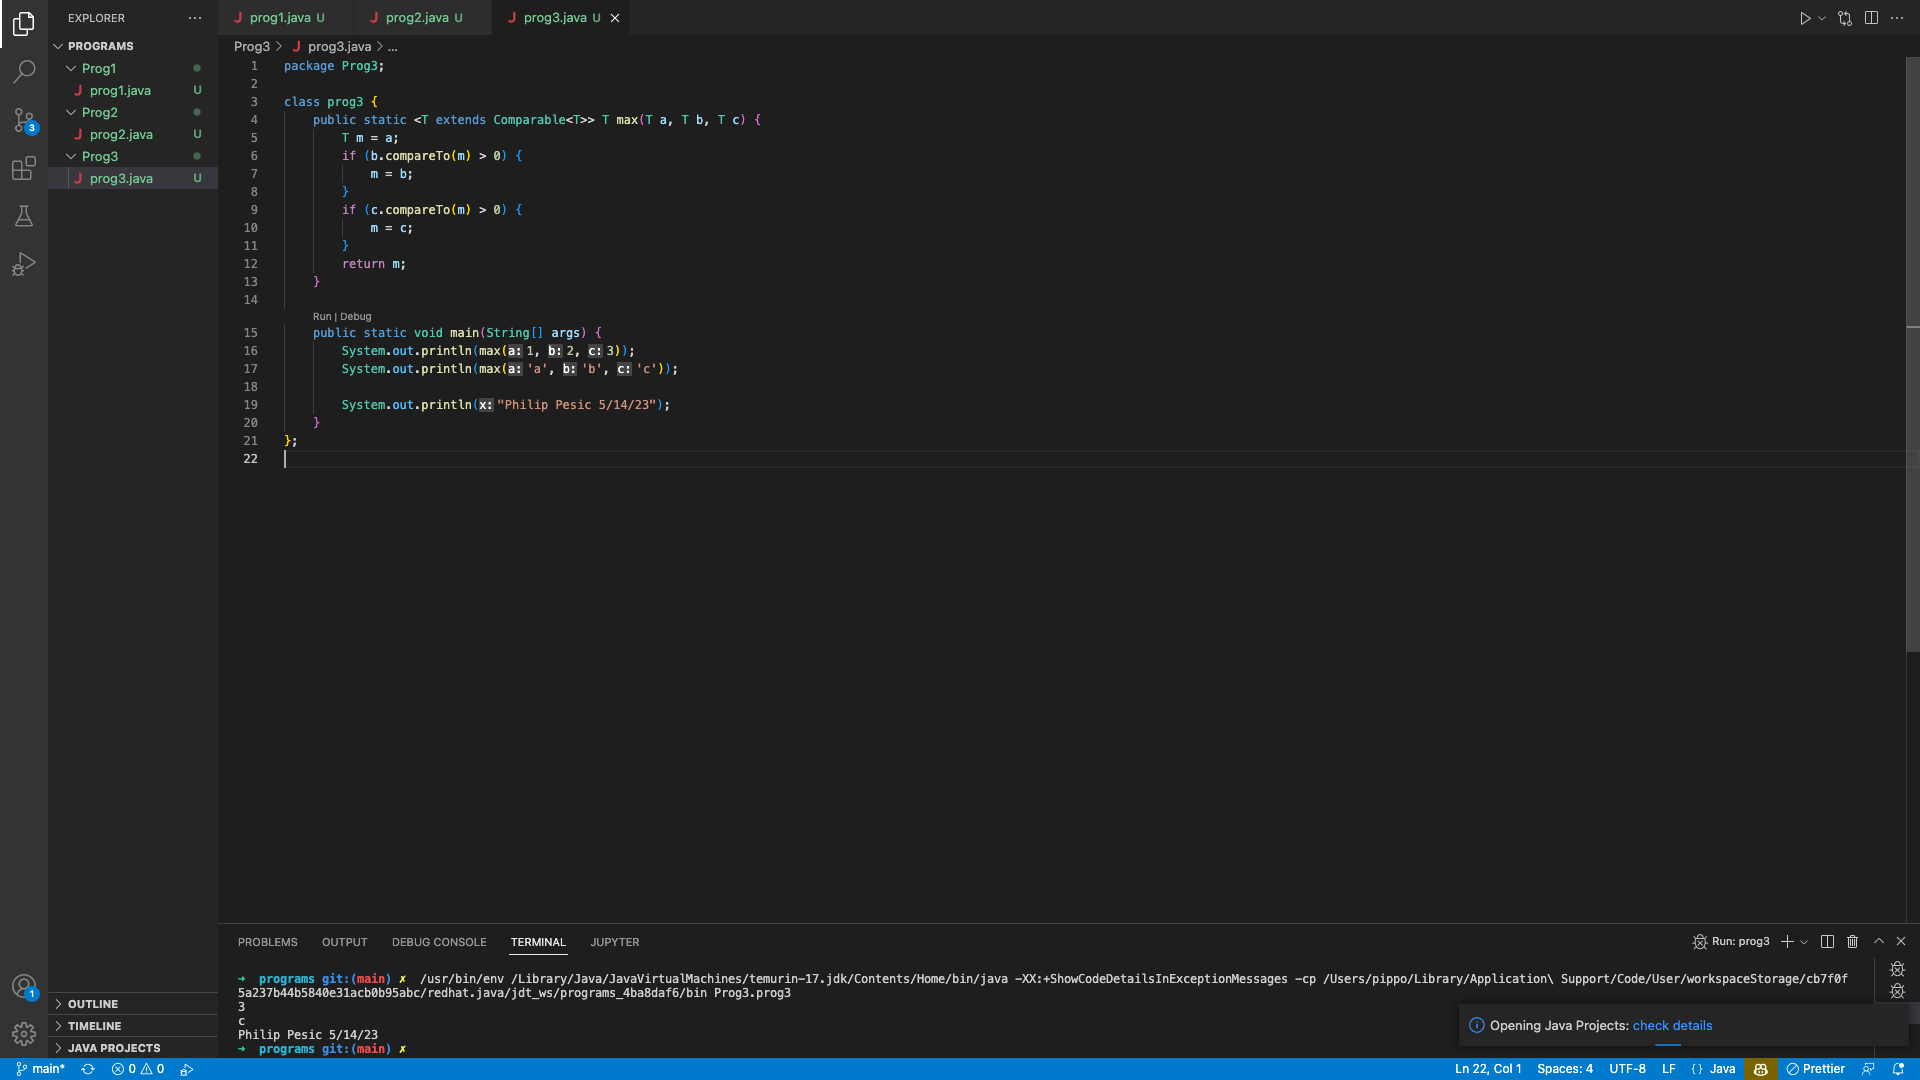 EXPLORER
PROGRAMS
Prog1
prog1.java U
Prog2
prog2.java U
Prog3
prog3.java U
3
1
OUTLINE
TIMELINE
JAVA PROJECTS
prog1.java U
prog2.java U
prog3.java U
Prog3 > prog3.java > ...
1 package Prog3;
2
3 class prog3 {
4 public static <T extends Comparable<T>> T max(T a, T b, T c) {
5 T m = a;
6 if (b.compareTo(m) > 0) {
7 m = b;
8 }
9 if (c.compareTo(m) > 0) {
10 m = c;
11 }
12 return m;
13 }
14
Run | Debug
15 public static void main(String[] args) {
16 System.out.println(max(a: 1, b: 2, c: 3));
17 System.out.println(max(a: 'a', b: 'b', c: 'c'));
18
19 System.out.println(x: "Philip Pesic 5/14/23");
20 }
21 };
22
PROBLEMS OUTPUT DEBUG CONSOLE TERMINAL JUPYTER
Run: prog3
➜ programs git:(main) ✗ /usr/bin/env /Library/Java/JavaVirtualMachines/temurin-17.jdk/Contents/Home/bin/java -XX:+ShowCodeDetailsInExceptionMessages -cp /Users/pippo/Library/Application\ Support/Code/User/workspaceStorage/cb7f0f
5a237b44b5840e31acb0b95abc/redhat.java/jdt_ws/programs_4ba8daf6/bin Prog3.prog3
3
c
Philip Pesic 5/14/23
➜ programs git:(main) ✗
Opening Java Projects: check details
main* 0 0
Ln 22, Col 1 Spaces: 4 UTF-8 LF {} Java Prettier